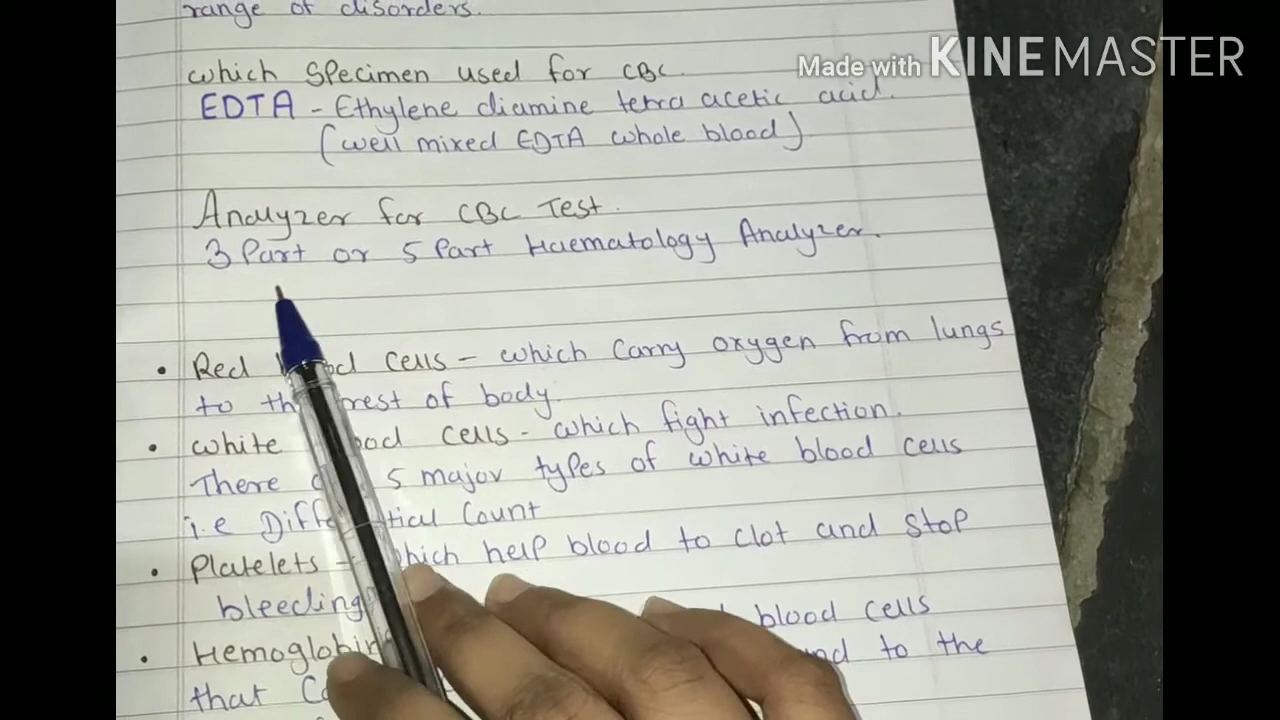 range of disorders.
Made with KINEMASTER
which specimen used for CBC.
EDTA - Ethylene diamine tetra acetic acid.
(well mixed EDTA whole blood)
Analyzer for CBC Test.
3 Part or 5 Part Haematology Analyzer.
• Red cells - which carry oxygen from lungs
to rest of body.
• white cells - which fight infection.
There 5 major types of white blood cells
i.e Count
• Platelets - which help blood to clot and stop
bleeding
blood cells
• Hemoglobin to the
that